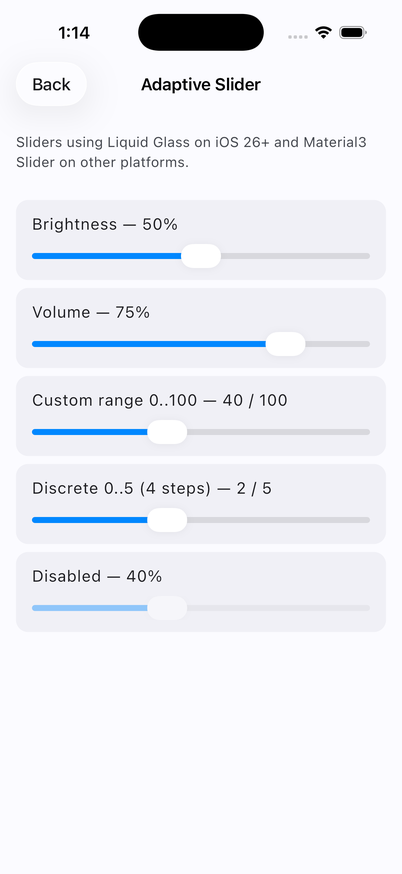 1:14
Back
Adaptive Slider
Sliders using Liquid Glass on iOS 26+ and Material3
Slider on other platforms.
Brightness — 50%
Volume — 75%
Custom range 0..100 — 40 / 100
Discrete 0..5 (4 steps) — 2 / 5
Disabled — 40%